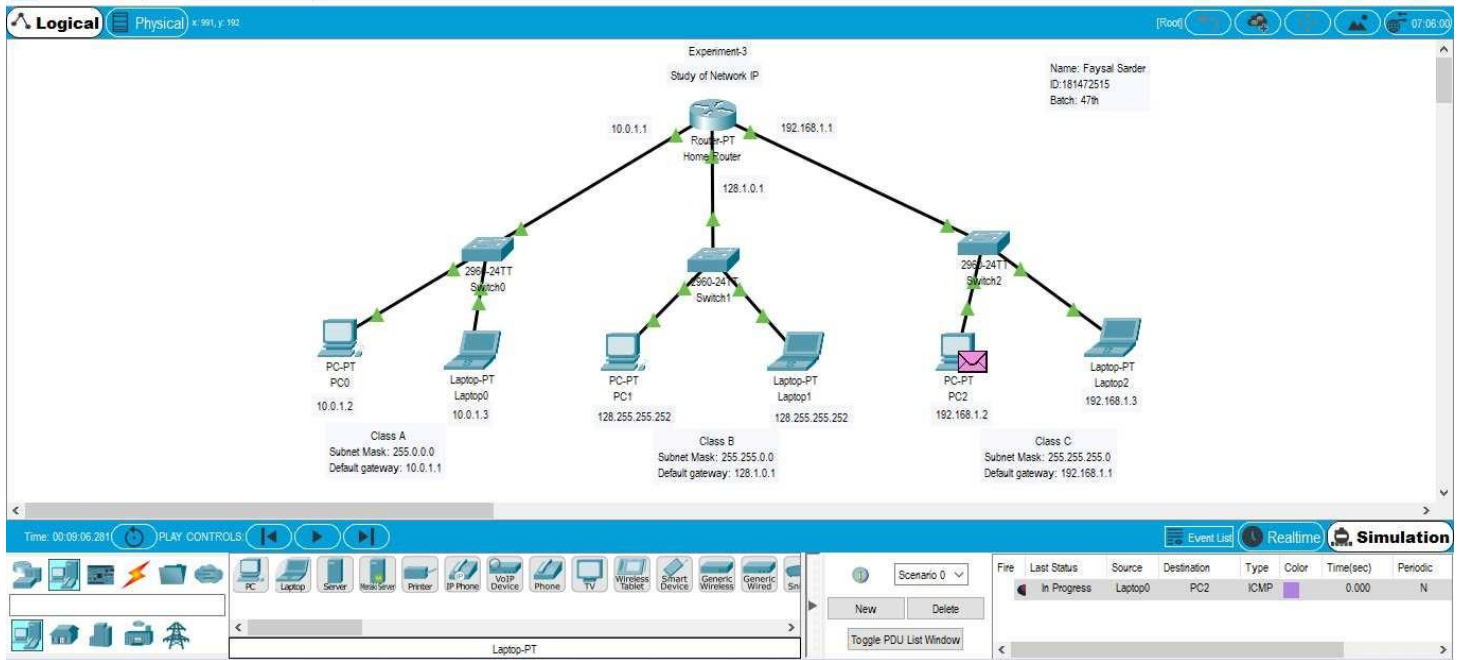 Logical
Physical
x: 991, y: 192
[Root]
07:06:00
Experiment-3
Study of Network IP
Name: Faysal Sarder
ID:181472515
Batch: 47th
10.0.1.1
192.168.1.1
Router-PT
Home Router
128.1.0.1
2960-24TT
Switch0
2960-24TT
Switch1
2960-24TT
Switch2
PC-PT
PC0
10.0.1.2
Laptop-PT
Laptop0
10.0.1.3
PC-PT
PC1
128.255.255.252
Laptop-PT
Laptop1
128.255.255.252
PC-PT
PC2
192.168.1.2
Laptop-PT
Laptop2
192.168.1.3
Class A
Subnet Mask: 255.0.0.0
Default gateway: 10.0.1.1
Class B
Subnet Mask: 255.255.0.0
Default gateway: 128.1.0.1
Class C
Subnet Mask: 255.255.255.0
Default gateway: 192.168.1.1
Time: 00:09:06.281
PLAY CONTROLS:
Event List
Realtime
Simulation
PC
Laptop
Server
Meraki Server
Printer
IP Phone
VoIP Device
Phone
TV
Wireless Tablet
Smart Device
Generic Wireless
Generic Wired
Sn
Laptop-PT
Scenario 0
New
Delete
Toggle PDU List Window
Fire Last Status Source Destination Type Color Time(sec) Periodic
In Progress Laptop0 PC2 ICMP 0.000 N